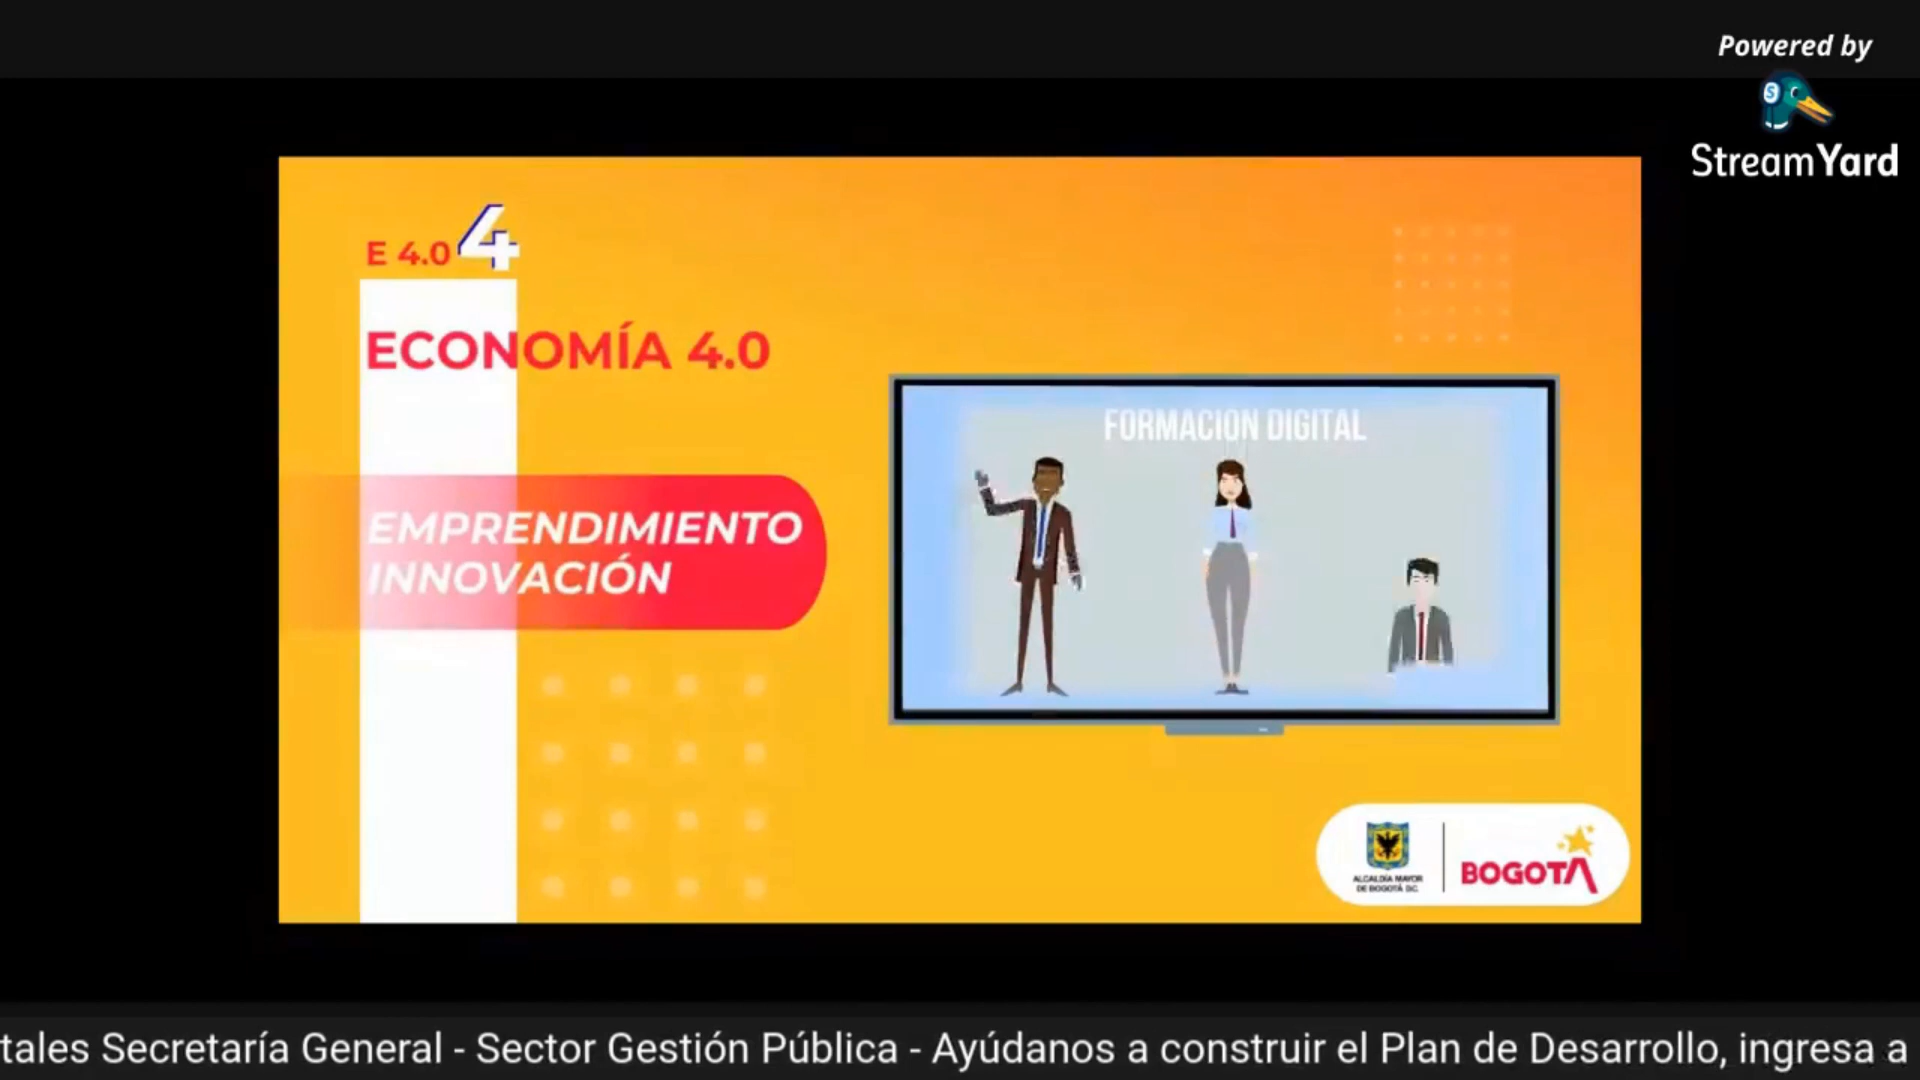 Powered by
StreamYard
E 4.0 4
ECONOMÍA 4.0
FORMACION DIGITAL
EMPRENDIMIENTO
INNOVACIÓN
ALCALDÍA MAYOR
DE BOGOTÁ D.C.
BOGOTÁ
tales Secretaría General - Sector Gestión Pública - Ayúdanos a construir el Plan de Desarrollo, ingresa a